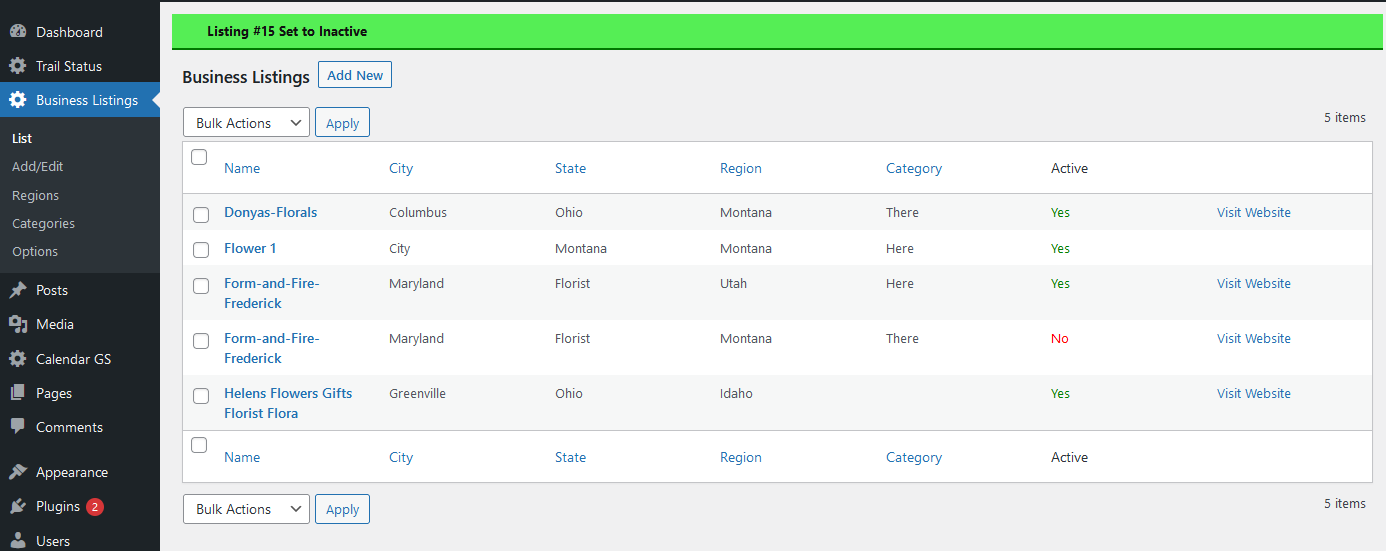 Listing #15 Set to Inactive
Dashboard
Trail Status
Business Listings
List
Add/Edit
Regions
Categories
Options
Posts
Media
Calendar GS
Pages
Comments
Appearance
Plugins 2
Users
Business Listings Add New
Bulk Actions Apply 5 items
Name City State Region Category Active
Donyas-Florals Columbus Ohio Montana There Yes Visit Website
Flower 1 City Montana Montana Here Yes
Form-and-Fire- Maryland Florist Utah Here Yes Visit Website
Frederick
Form-and-Fire- Maryland Florist Montana There No Visit Website
Frederick
Helens Flowers Gifts Greenville Ohio Idaho Yes Visit Website
Florist Flora
Name City State Region Category Active
Bulk Actions Apply 5 items